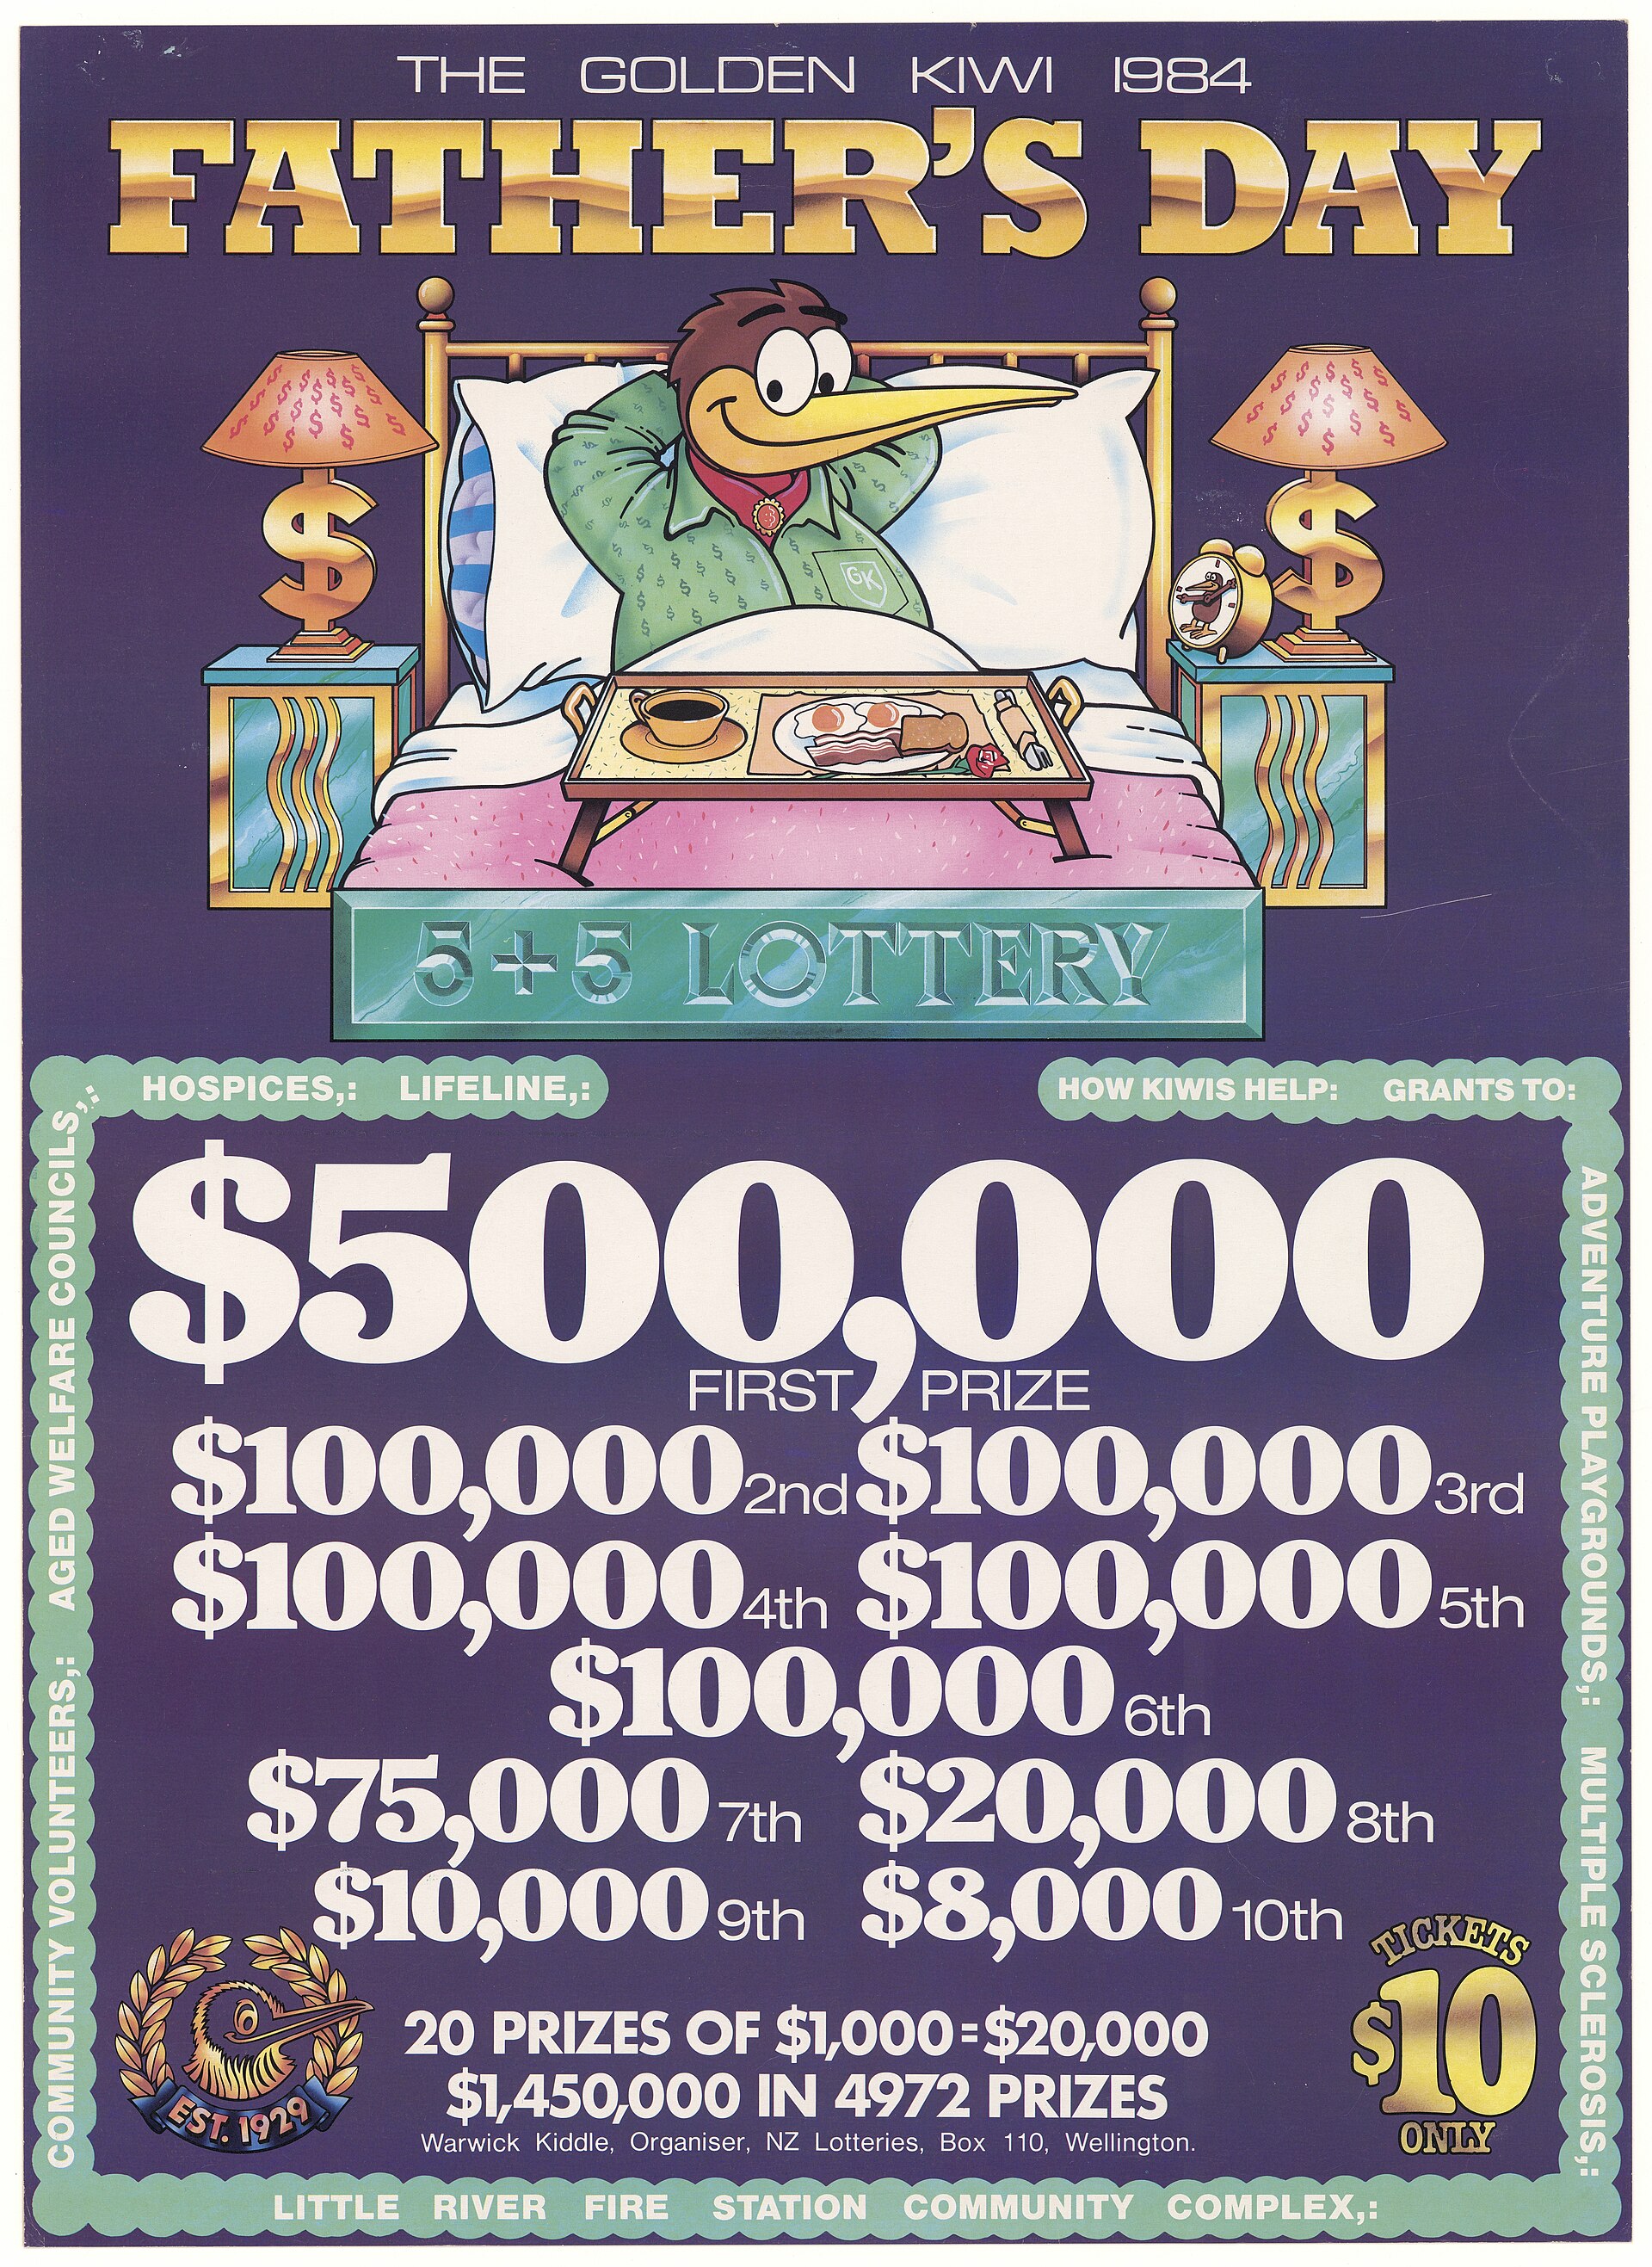 THE GOLDEN KIWI 1984
FATHER'S DAY
GK
5+5 LOTTERY
HOW KIWIS HELP: GRANTS TO:
ADVENTURE PLAYGROUNDS,: MULTIPLE SCLEROSIS,:
LITTLE RIVER FIRE STATION COMMUNITY COMPLEX,:
COMMUNITY VOLUNTEERS,: AGED WELFARE COUNCILS,:
HOSPICES,: LIFELINE,:
$500,000
FIRST PRIZE
$100,000 2nd $100,000 3rd
$100,000 4th $100,000 5th
$100,000 6th
$75,000 7th $20,000 8th
$10,000 9th $8,000 10th
20 PRIZES OF $1,000=$20,000
$1,450,000 IN 4972 PRIZES
Warwick Kiddle, Organiser, NZ Lotteries, Box 110, Wellington.
EST. 1929
TICKETS
$10
ONLY